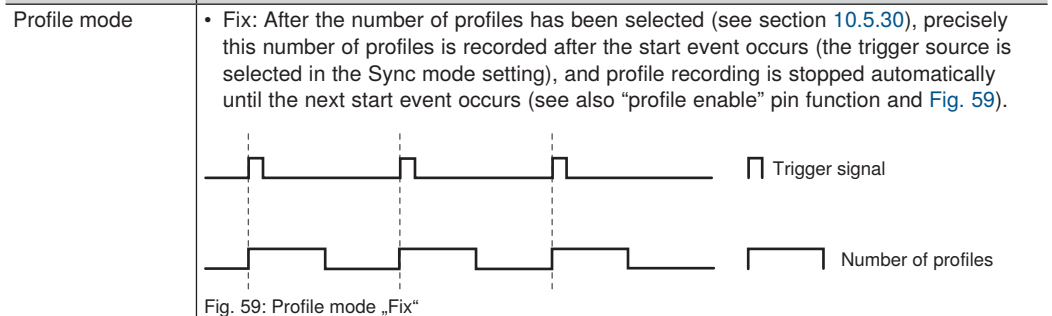 Profile mode
• Fix: After the number of profiles has been selected (see section 10.5.30), precisely
this number of profiles is recorded after the start event occurs (the trigger source is
selected in the Sync mode setting), and profile recording is stopped automatically
until the next start event occurs (see also “profile enable” pin function and Fig. 59).
Trigger signal
Number of profiles
Fig. 59: Profile mode „Fix“